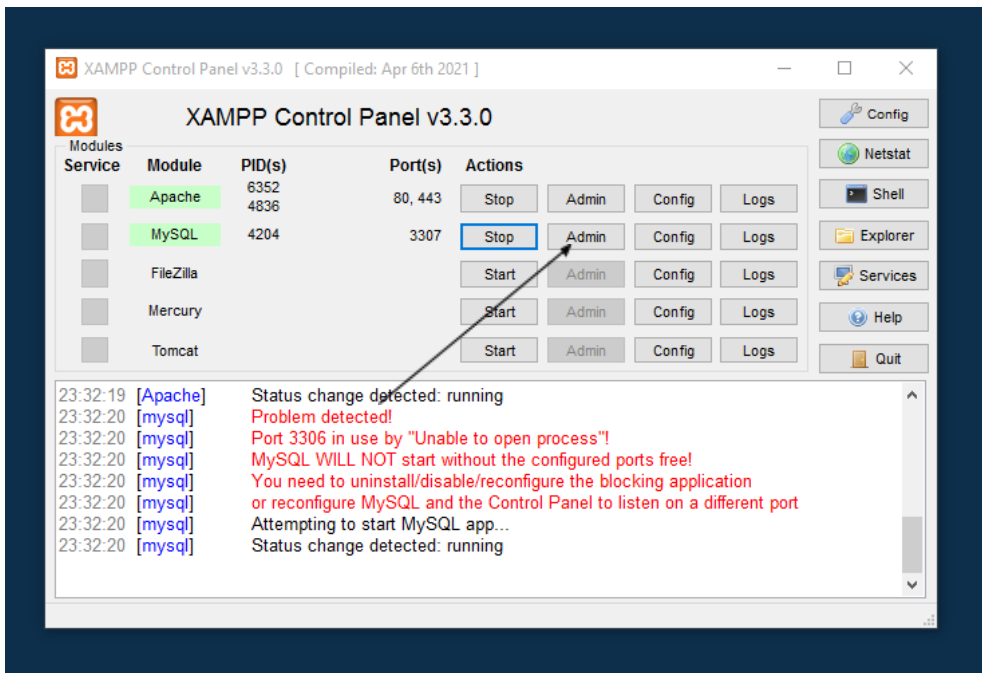 XAMPP Control Panel v3.3.0 [ Compiled: Apr 6th 2021 ]
XAMPP Control Panel v3.3.0
Config
Modules
Service Module PID(s) Port(s) Actions
Netstat
Apache 6352 4836 80, 443 Stop Admin Config Logs
Shell
MySQL 4204 3307 Stop Admin Config Logs
Explorer
FileZilla Start Admin Config Logs
Services
Mercury Start Admin Config Logs
Help
Tomcat Start Admin Config Logs
Quit
23:32:19 [Apache] Status change detected: running
23:32:20 [mysql] Problem detected!
23:32:20 [mysql] Port 3306 in use by "Unable to open process"!
23:32:20 [mysql] MySQL WILL NOT start without the configured ports free!
23:32:20 [mysql] You need to uninstall/disable/reconfigure the blocking application
23:32:20 [mysql] or reconfigure MySQL and the Control Panel to listen on a different port
23:32:20 [mysql] Attempting to start MySQL app...
23:32:20 [mysql] Status change detected: running